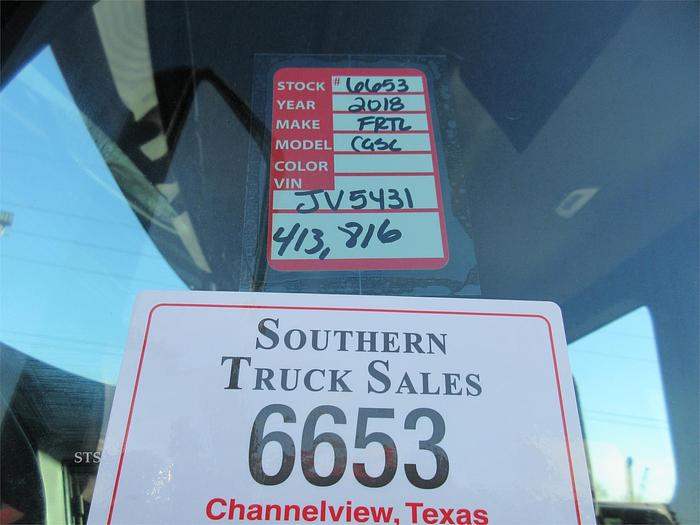 STOCK # 6653
YEAR 2018
MAKE FRTL
MODEL CASC
COLOR
VIN
JV5431
413,816
SOUTHERN
TRUCK SALES
6653
Channelview, Texas
STS